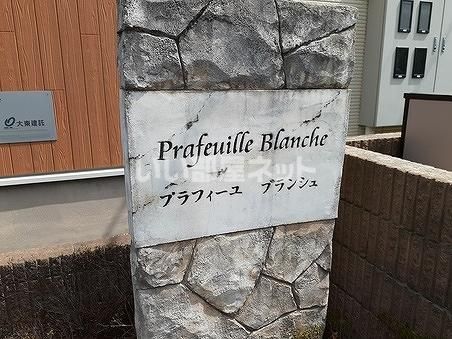 大東建託
Prafeuille Blanche
いい部屋ネット
プラフィーユ ブランシュ